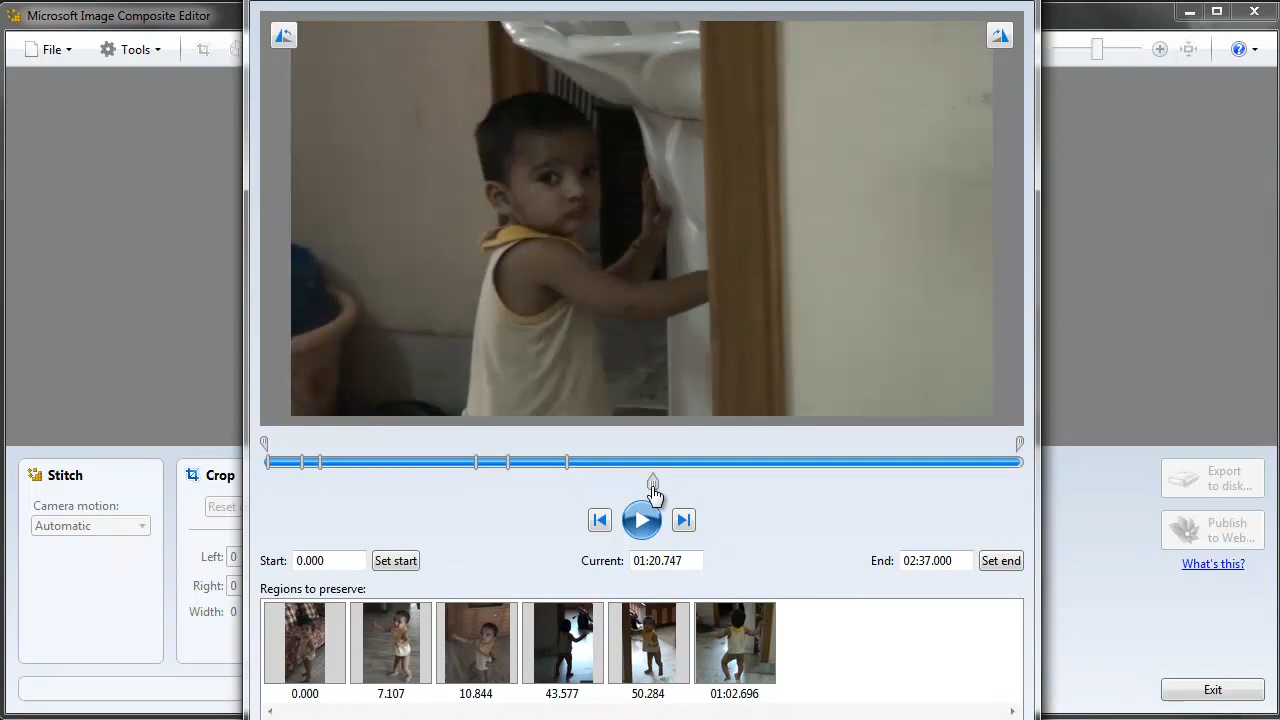 Microsoft Image Composite Editor
File
Tools
Stitch
Camera motion:
Automatic
Crop
Left: 0
Right: 0
Width: 0
Start: 0.000
Set start
Current: 01:20.747
End: 02:37.000
Set end
Regions to preserve:
0.000
7.107
10.844
43.577
50.284
01:02.696
Export
to disk...
Publish
to Web...
What's this?
Exit